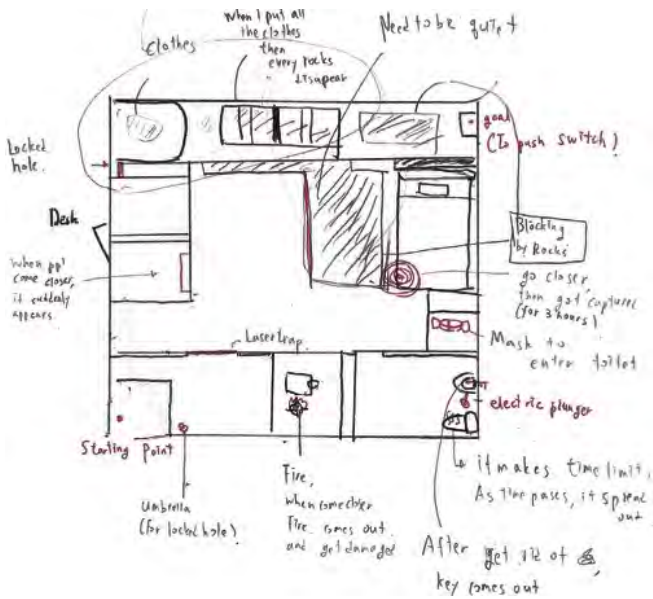 Clothes
when I put all
the clothes
then
every rocks
disapear
Need to be quiet
goal
(To push switch)
Locked
hole.
Desk
When ppl
come closer,
it suddenly
appears.
Blocking
by Rocks
go closer,
then got captured
(for 3 hours)
Mask to
enter toilet
Laser trap
electric plunger
Starting Point
Umbrella
(for locked hole)
Fire,
when come closer
Fire comes out
and get damaged
it makes time limit,
As time pases, it spread
out
After get rid of
key comes out